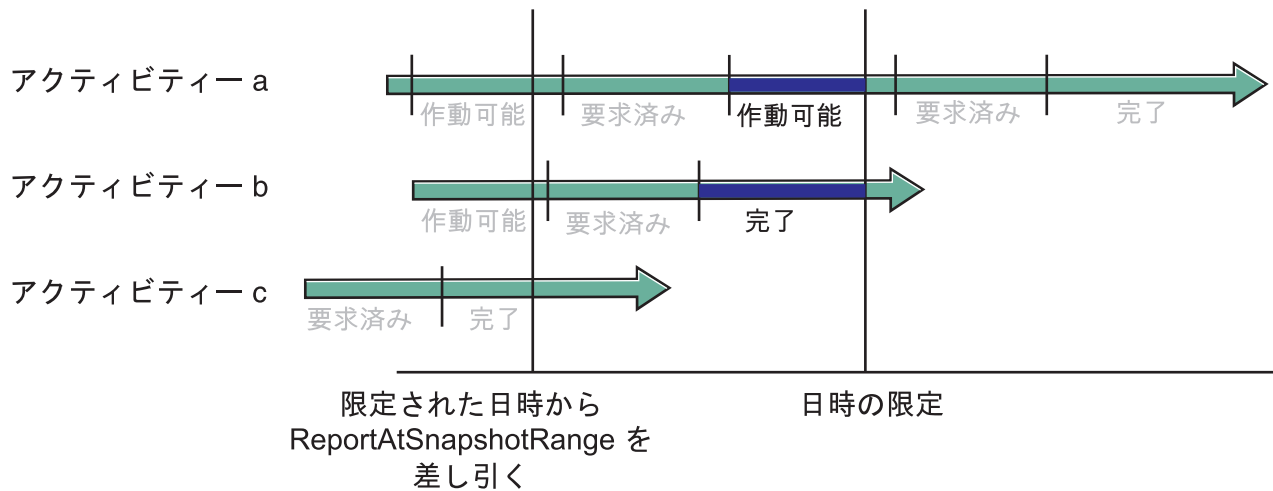 アクティビティー a
作動可能 要求済み 作動可能 要求済み 完了
アクティビティー b
作動可能 要求済み 完了
アクティビティー c
要求済み 完了
限定された日時から
ReportAtSnapshotRange を
差し引く
日時の限定